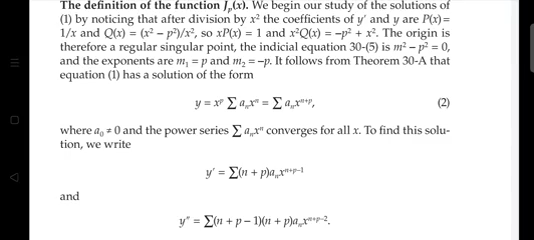 The definition of the function Jₚ(x). We begin our study of the solutions of
(1) by noticing that after division by x² the coefficients of y′ and y are P(x) =
1/x and Q(x) = (x² – p²)/x², so xP(x) = 1 and x²Q(x) = –p² + x². The origin is
therefore a regular singular point, the indicial equation 30-(5) is m² – p² = 0,
and the exponents are m₁ = p and m₂ = –p. It follows from Theorem 30-A that
equation (1) has a solution of the form
y = xᵖ ∑ aₙxⁿ = ∑ aₙxⁿ⁺ᵖ, (2)
where a₀ ≠ 0 and the power series ∑ aₙxⁿ converges for all x. To find this solu-
tion, we write
y′ = ∑(n + p)aₙxⁿ⁺ᵖ⁻¹
and
y″ = ∑(n + p – 1)(n + p)aₙxⁿ⁺ᵖ⁻².